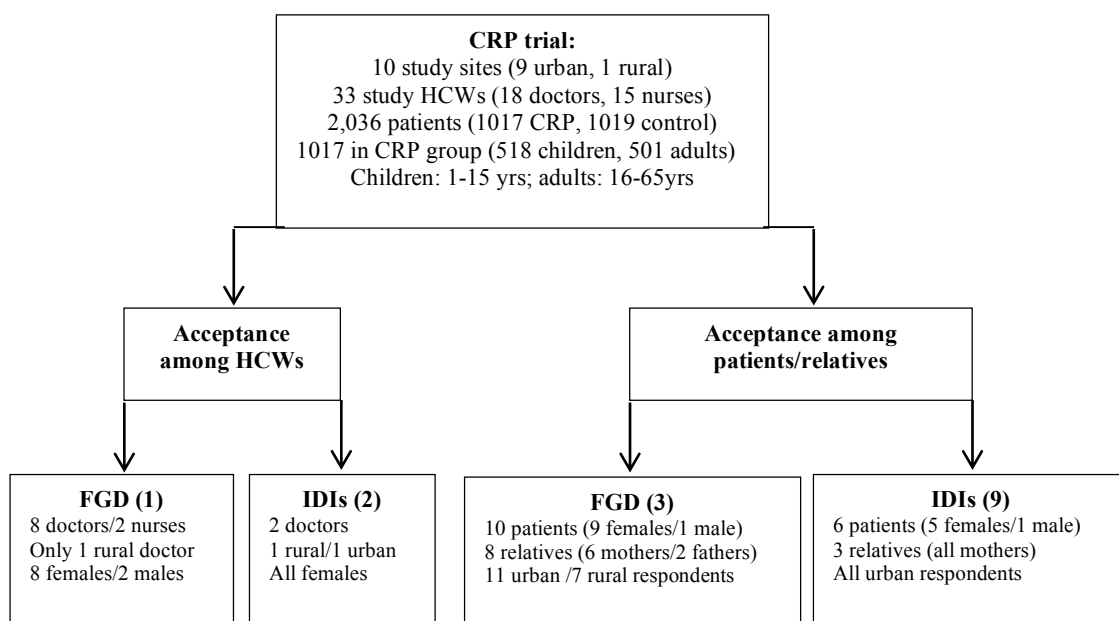 CRP trial:
10 study sites (9 urban, 1 rural)
33 study HCWs (18 doctors, 15 nurses)
2,036 patients (1017 CRP, 1019 control)
1017 in CRP group (518 children, 501 adults)
Children: 1-15 yrs; adults: 16-65yrs
Acceptance
among HCWs
Acceptance among
patients/relatives
FGD (1)
8 doctors/2 nurses
Only 1 rural doctor
8 females/2 males
IDIs (2)
2 doctors
1 rural/1 urban
All females
FGD (3)
10 patients (9 females/1 male)
8 relatives (6 mothers/2 fathers)
11 urban /7 rural respondents
IDIs (9)
6 patients (5 females/1 male)
3 relatives (all mothers)
All urban respondents